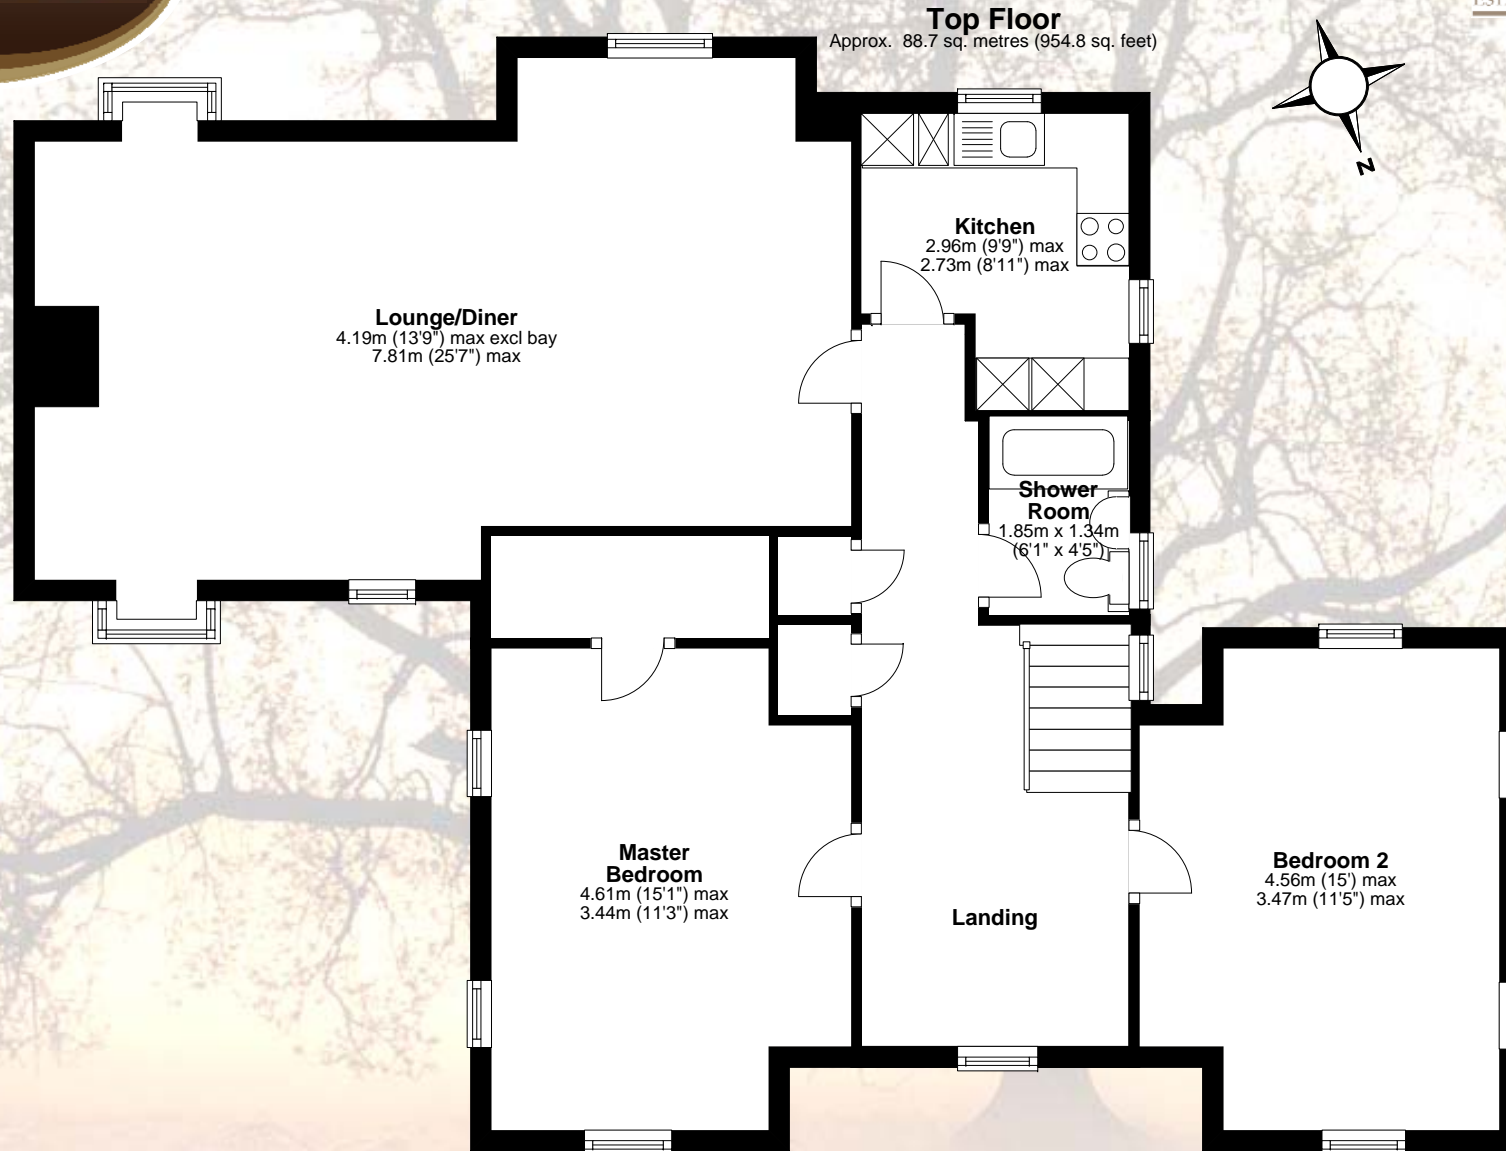 Top Floor
Approx. 88.7 sq. metres (954.8 sq. feet)
N
Kitchen
2.96m (9'9") max
2.73m (8'11") max
Lounge/Diner
4.19m (13'9") max excl bay
7.81m (25'7") max
Shower
Room
1.85m x 1.34m
(6'1" x 4'5")
Master
Bedroom
4.61m (15'1") max
3.44m (11'3") max
Bedroom 2
4.56m (15') max
3.47m (11'5") max
Landing